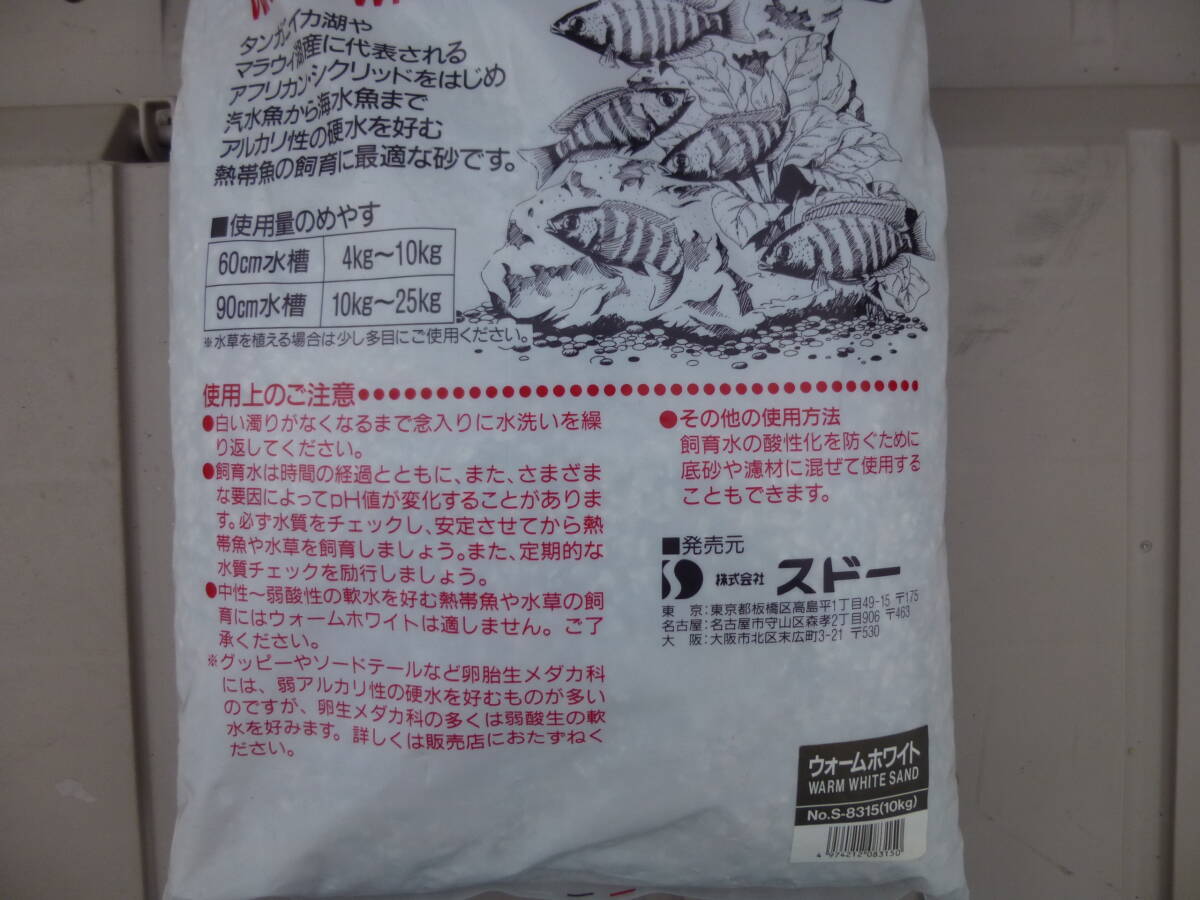 タンガニイカ湖や
マラウイ湖産に代表される
アフリカン・シクリッドをはじめ
汽水魚から海水魚まで
アルカリ性の硬水を好む
熱帯魚の飼育に最適な砂です。
■使用量のめやす
60cm水槽 4kg〜10kg
90cm水槽 10kg〜25kg
※水草を植える場合は少し多目にご使用ください。
使用上のご注意
●白い濁りがなくなるまで念入りに水洗いを繰
り返してください。
●飼育水は時間の経過とともに、また、さまざま
な要因によってpH値が変化することがありま
す。必ず水質をチェックし、安定させてから熱
帯魚や水草を飼育しましょう。また、定期的な
水質チェックを励行しましょう。
●中性〜弱酸性の軟水を好む熱帯魚や水草の飼
育にはウォームホワイトは適しません。ご了
承ください。
※グッピーやソードテールなど卵胎生メダカ科
には、弱アルカリ性の硬水を好むものが多い
のですが、卵生メダカ科の多くは弱酸生の軟
水を好みます。詳しくは販売店におたずねく
ださい。
●その他の使用方法
飼育水の酸性化を防ぐために
底砂や濾材に混ぜて使用する
こともできます。
■発売元
株式会社 スドー
東京:東京都板橋区高島平1丁目49-15 〒175
名古屋:名古屋市守山区森孝2丁目906 〒463
大阪:大阪市北区末広町3-21 〒530
ウォームホワイト
WARM WHITE SAND
No.S-8315(10kg)
4 974212 083150